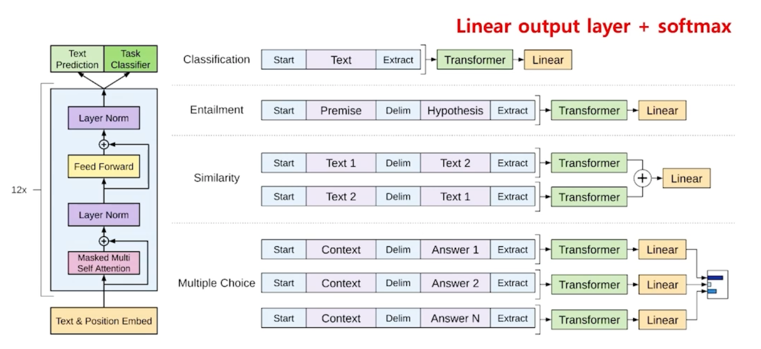 Linear output layer + softmax
Text Prediction
Task Classifier
Layer Norm
Feed Forward
12x
Layer Norm
Masked Multi Self Attention
Text & Position Embed
Classification Start Text Extract Transformer Linear
Entailment Start Premise Delim Hypothesis Extract Transformer Linear
Similarity
Start Text 1 Delim Text 2 Extract Transformer
Start Text 2 Delim Text 1 Extract Transformer
Linear
Multiple Choice
Start Context Delim Answer 1 Extract Transformer Linear
Start Context Delim Answer 2 Extract Transformer Linear
Start Context Delim Answer N Extract Transformer Linear